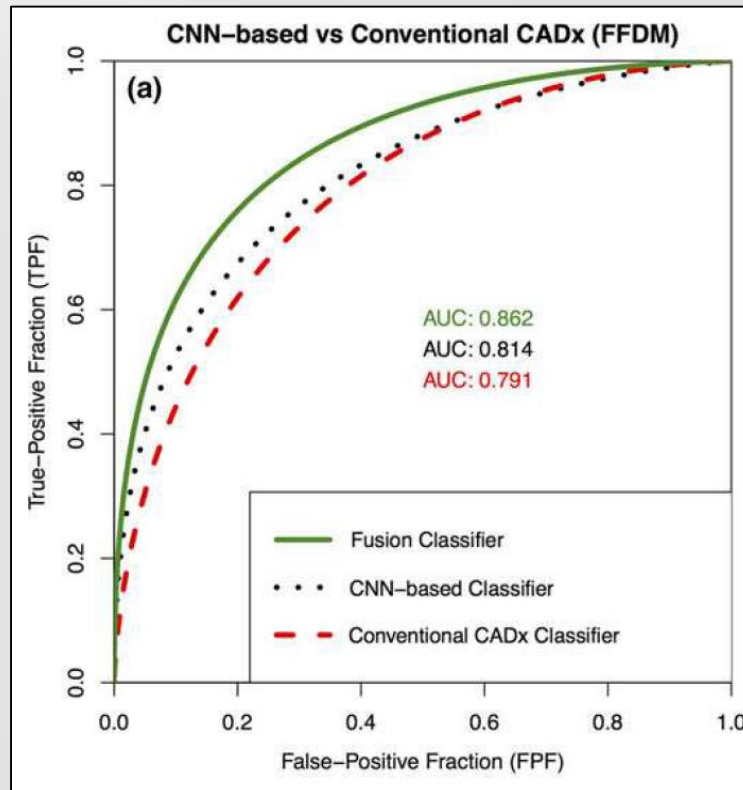 CNN–based vs Conventional CADx (FFDM)
(a)
True–Positive Fraction (TPF)
1.0
0.8
0.6
0.4
0.2
0.0
AUC: 0.862
AUC: 0.814
AUC: 0.791
Fusion Classifier
CNN–based Classifier
Conventional CADx Classifier
0.0 0.2 0.4 0.6 0.8 1.0
False–Positive Fraction (FPF)